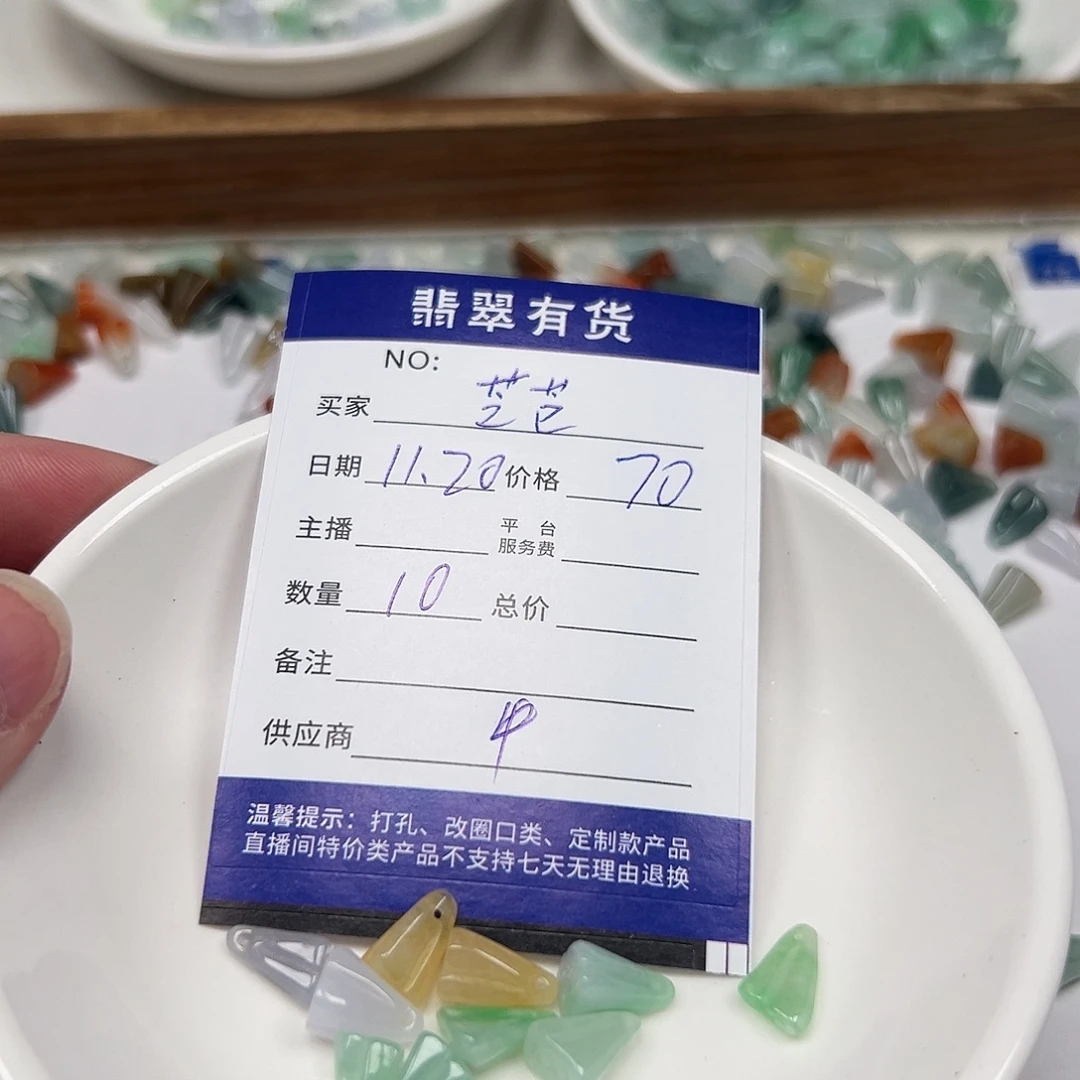 翡翠有货
NO:
买家 芸芸
日期 11.20 价格 70
主播 平台服务费
数量 10 总价
备注
供应商
温馨提示：打孔、改圈口类、定制款产品
直播间特价类产品不支持七天无理由退换